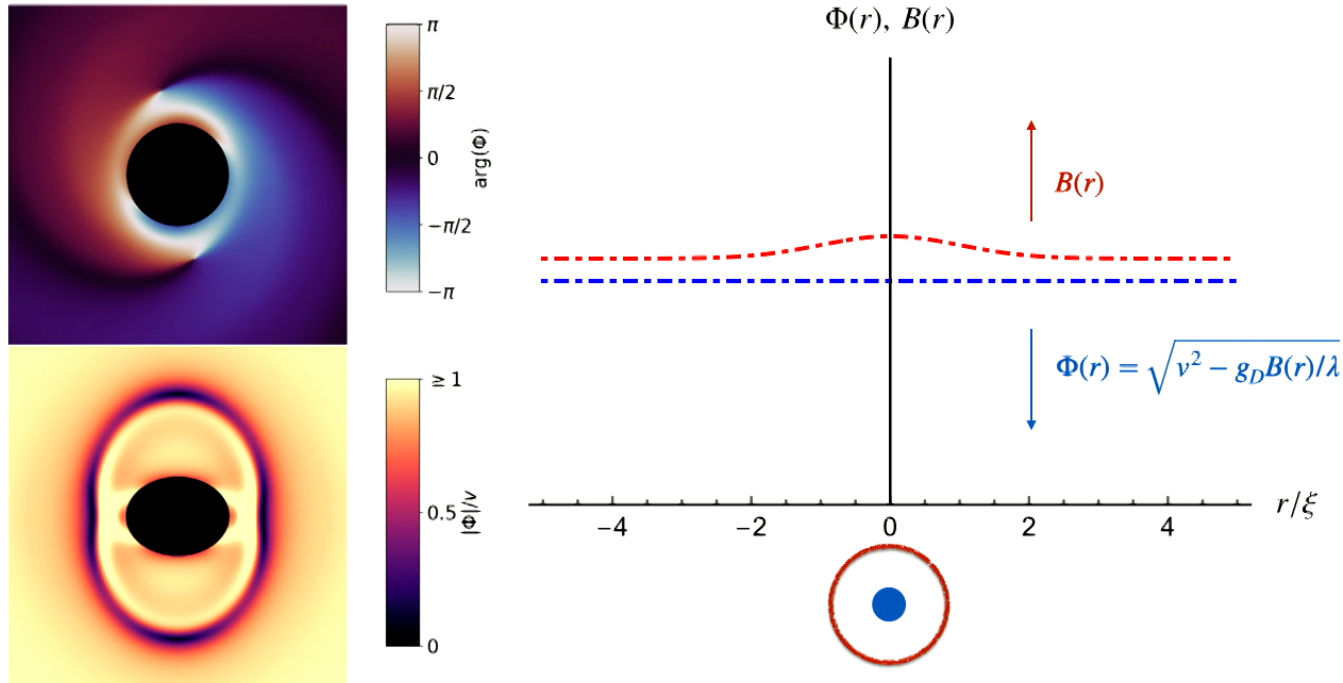 π
π/2
0
−π/2
−π
arg(Φ)
≥ 1
0.5
0
|Φ|/v
Φ(r), B(r)
B(r)
Φ(r) = √(v² − g_D B(r)/λ)
−4 −2 0 2 4
r/ξ